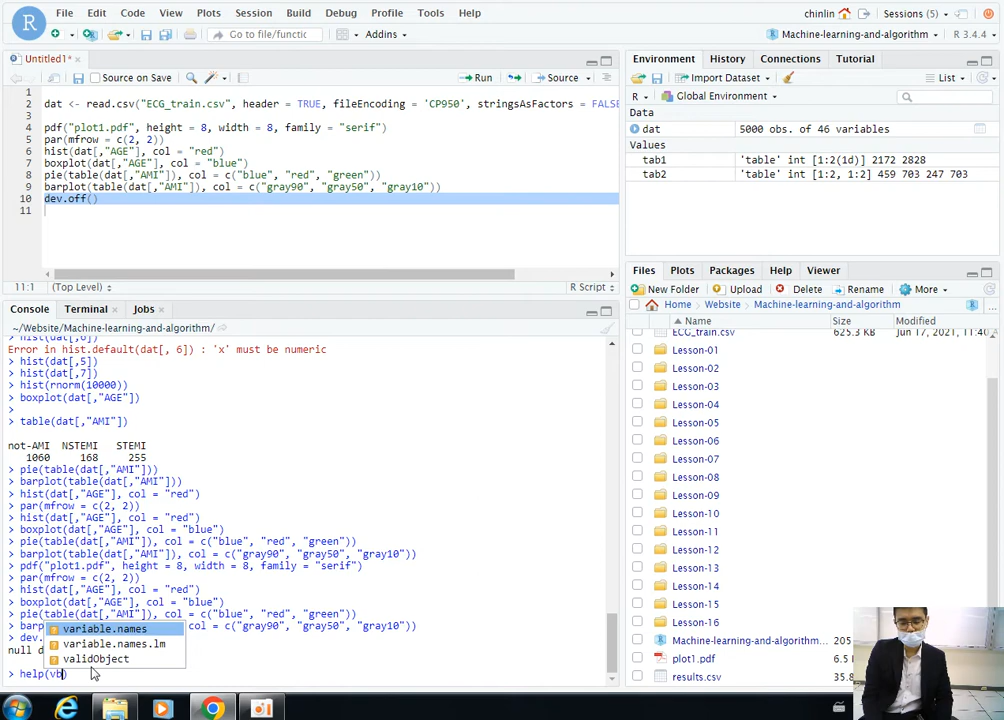 File Edit Code View Plots Session Build Debug Profile Tools Help
chinlin Sessions (5)
Go to file/function Addins
Machine-learning-and-algorithm R 3.4.4
Untitled1*
Source on Save Run Source
1
2 dat <- read.csv("ECG_train.csv", header = TRUE, fileEncoding = 'CP950', stringsAsFactors = FALS
3
4 pdf("plot1.pdf", height = 8, width = 8, family = "serif")
5 par(mfrow = c(2, 2))
6 hist(dat[,"AGE"], col = "red")
7 boxplot(dat[,"AGE"], col = "blue")
8 pie(table(dat[,"AMI"]), col = c("blue", "red", "green"))
9 barplot(table(dat[,"AMI"]), col = c("gray90", "gray50", "gray10"))
10 dev.off()
11
11:1 (Top Level) R Script
Console Terminal Jobs
~/Website/Machine-learning-and-algorithm/
> hist(dat[,6])
Error in hist.default(dat[, 6]) : 'x' must be numeric
> hist(dat[,5])
> hist(dat[,7])
> hist(rnorm(10000))
> boxplot(dat[,"AGE"])
>
> table(dat[,"AMI"])
not-AMI NSTEMI STEMI
1060 168 255
> pie(table(dat[,"AMI"]))
> barplot(table(dat[,"AMI"]))
> hist(dat[,"AGE"], col = "red")
> par(mfrow = c(2, 2))
> hist(dat[,"AGE"], col = "red")
> boxplot(dat[,"AGE"], col = "blue")
> pie(table(dat[,"AMI"]), col = c("blue", "red", "green"))
> barplot(table(dat[,"AMI"]), col = c("gray90", "gray50", "gray10"))
> pdf("plot1.pdf", height = 8, width = 8, family = "serif")
> par(mfrow = c(2, 2))
> hist(dat[,"AGE"], col = "red")
> boxplot(dat[,"AGE"], col = "blue")
> pie(table(dat[,"AMI"]), col = c("blue", "red", "green"))
> barp col = c("gray90", "gray50", "gray10"))
> dev.
null d
variable.names
variable.names.lm
validObject
> help(vb)
Environment History Connections Tutorial
Import Dataset List
R Global Environment
Data
dat 5000 obs. of 46 variables
Values
tab1 'table' int [1:2(1d)] 2172 2828
tab2 'table' int [1:2, 1:2] 459 703 247 703
Files Plots Packages Help Viewer
New Folder Upload Delete Rename More
Home Website Machine-learning-and-algorithm
Name Size Modified
ECG_train.csv 625.3 KB Jun 17, 2021, 11:40
Lesson-01
Lesson-02
Lesson-03
Lesson-04
Lesson-05
Lesson-06
Lesson-07
Lesson-08
Lesson-09
Lesson-10
Lesson-11
Lesson-12
Lesson-13
Lesson-14
Lesson-15
Lesson-16
Machine-learning-and-algorithm... 205
plot1.pdf
results.csv 35.8